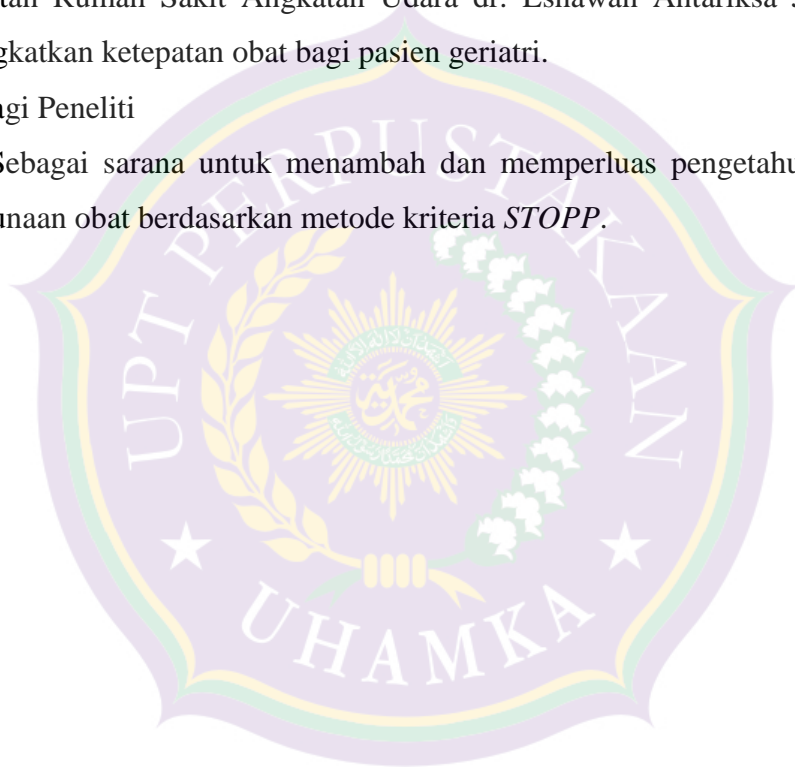 tan Rumah Sakit Angkatan Udara dr. Esnawan Antariksa
gkatkan ketepatan obat bagi pasien geriatri.
agi Peneliti
Sebagai sarana untuk menambah dan memperluas pengetahu
unaan obat berdasarkan metode kriteria STOPP.
UPT PERPUSTAKAAN
محمدية
UHAMKA